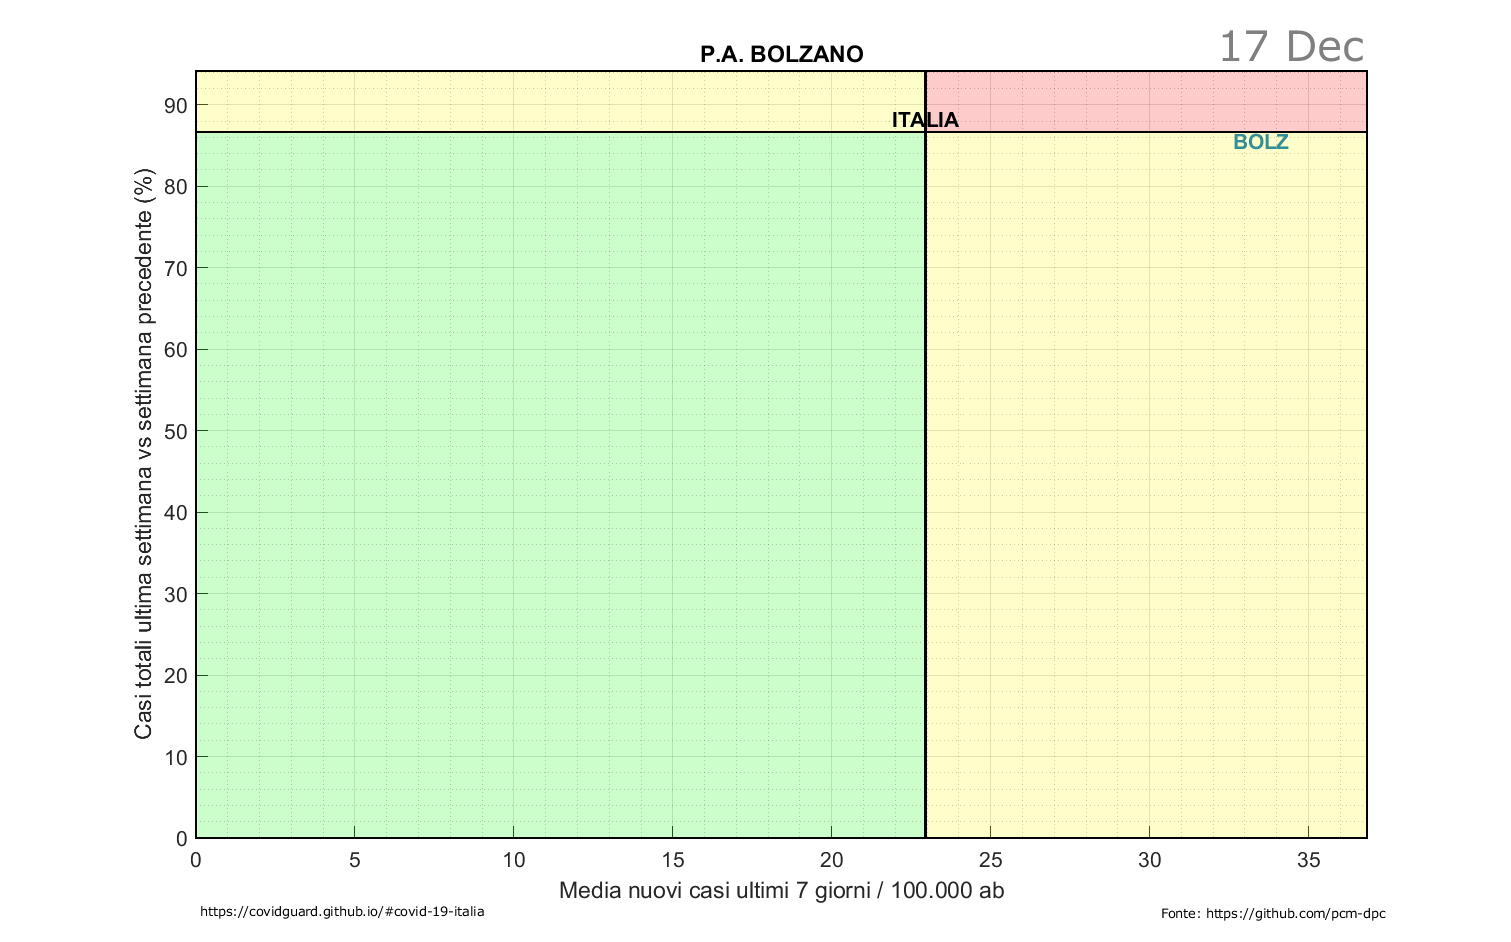 17 Dec
P.A. BOLZANO
90
ITALIA
BOLZ
80
70
60
50
40
30
20
10
0
Casi totali ultima settimana vs settimana precedente (%)
0 5 10 15 20 25 30 35
Media nuovi casi ultimi 7 giorni / 100.000 ab
https://covidguard.github.io/#covid-19-italia
Fonte: https://github.com/pcm-dpc